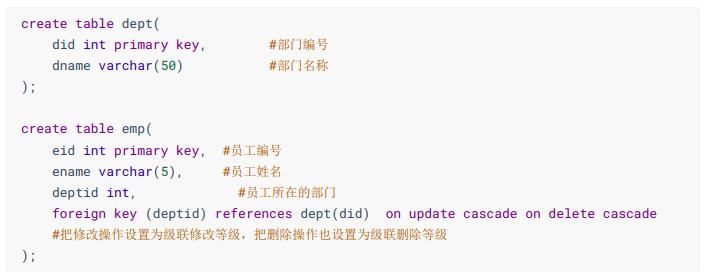 create table dept(
    did int primary key,        #部门编号
    dname varchar(50)           #部门名称
);

create table emp(
    eid int primary key,  #员工编号
    ename varchar(5),     #员工姓名
    deptid int,             #员工所在的部门
    foreign key (deptid) references dept(did)  on update cascade on delete cascade
    #把修改操作设置为级联修改等级，把删除操作也设置为级联删除等级
);